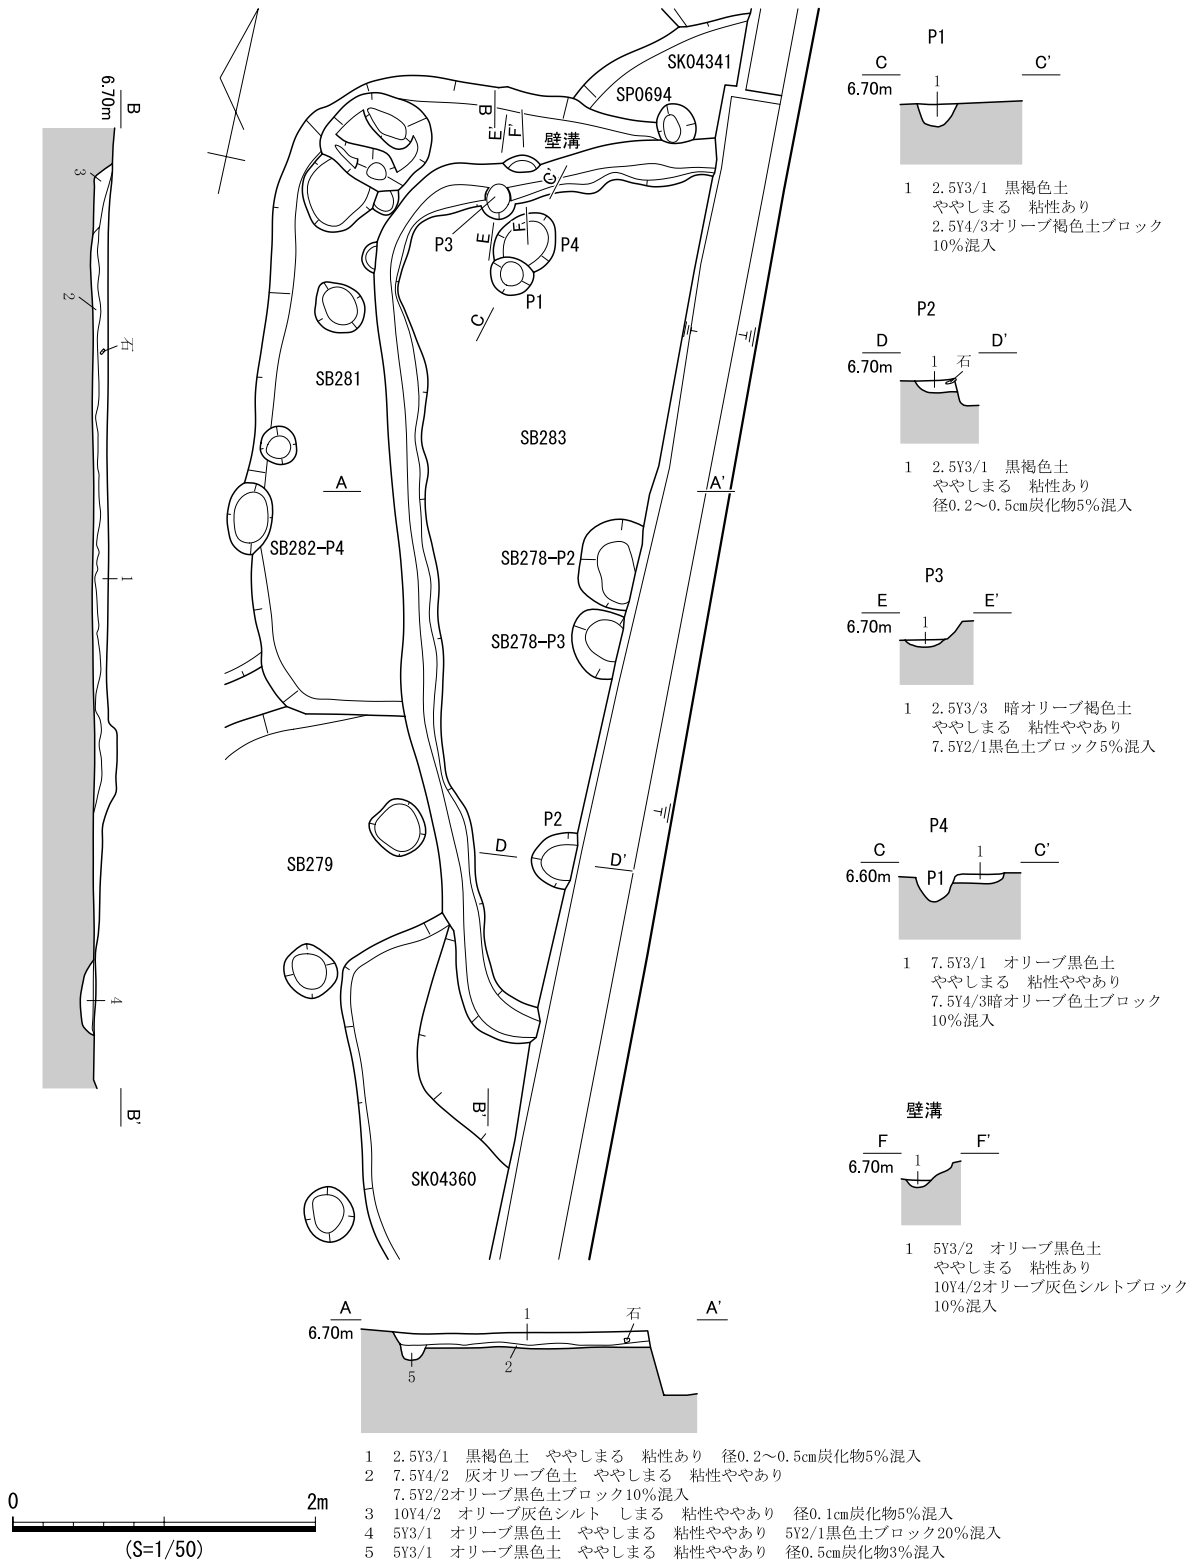 SK04341
SP0694
B
E'
F'
壁溝
C'
P3
E
F
P4
P1
C
SB281
SB283
A
A'
SB282-P4
SB278-P2
SB278-P3
P2
D
D'
SB279
B'
SK04360
6.70m
B
3
2
石
1
4
B'
P1
C
C'
6.70m
1
1 2.5Y3/1 黒褐色土
ややしまる 粘性あり
2.5Y4/3オリーブ褐色土ブロック
10%混入
P2
D
D'
6.70m
1
石
1 2.5Y3/1 黒褐色土
ややしまる 粘性あり
径0.2～0.5cm炭化物5%混入
P3
E
E'
6.70m
1
1 2.5Y3/3 暗オリーブ褐色土
ややしまる 粘性ややあり
7.5Y2/1黒色土ブロック5%混入
P4
C
C'
6.60m
P1
1
1 7.5Y3/1 オリーブ黒色土
ややしまる 粘性ややあり
7.5Y4/3暗オリーブ色土ブロック
10%混入
壁溝
F
F'
6.70m
1
1 5Y3/2 オリーブ黒色土
ややしまる 粘性あり
10Y4/2オリーブ灰色シルトブロック
10%混入
A
A'
6.70m
1
石
5
2
1 2.5Y3/1 黒褐色土 ややしまる 粘性あり 径0.2～0.5cm炭化物5%混入
2 7.5Y4/2 灰オリーブ色土 ややしまる 粘性ややあり
7.5Y2/2オリーブ黒色土ブロック10%混入
3 10Y4/2 オリーブ灰色シルト しまる 粘性ややあり 径0.1cm炭化物5%混入
4 5Y3/1 オリーブ黒色土 ややしまる 粘性ややあり 5Y2/1黒色土ブロック20%混入
5 5Y3/1 オリーブ黒色土 ややしまる 粘性ややあり 径0.5cm炭化物3%混入
0 2m
(S=1/50)